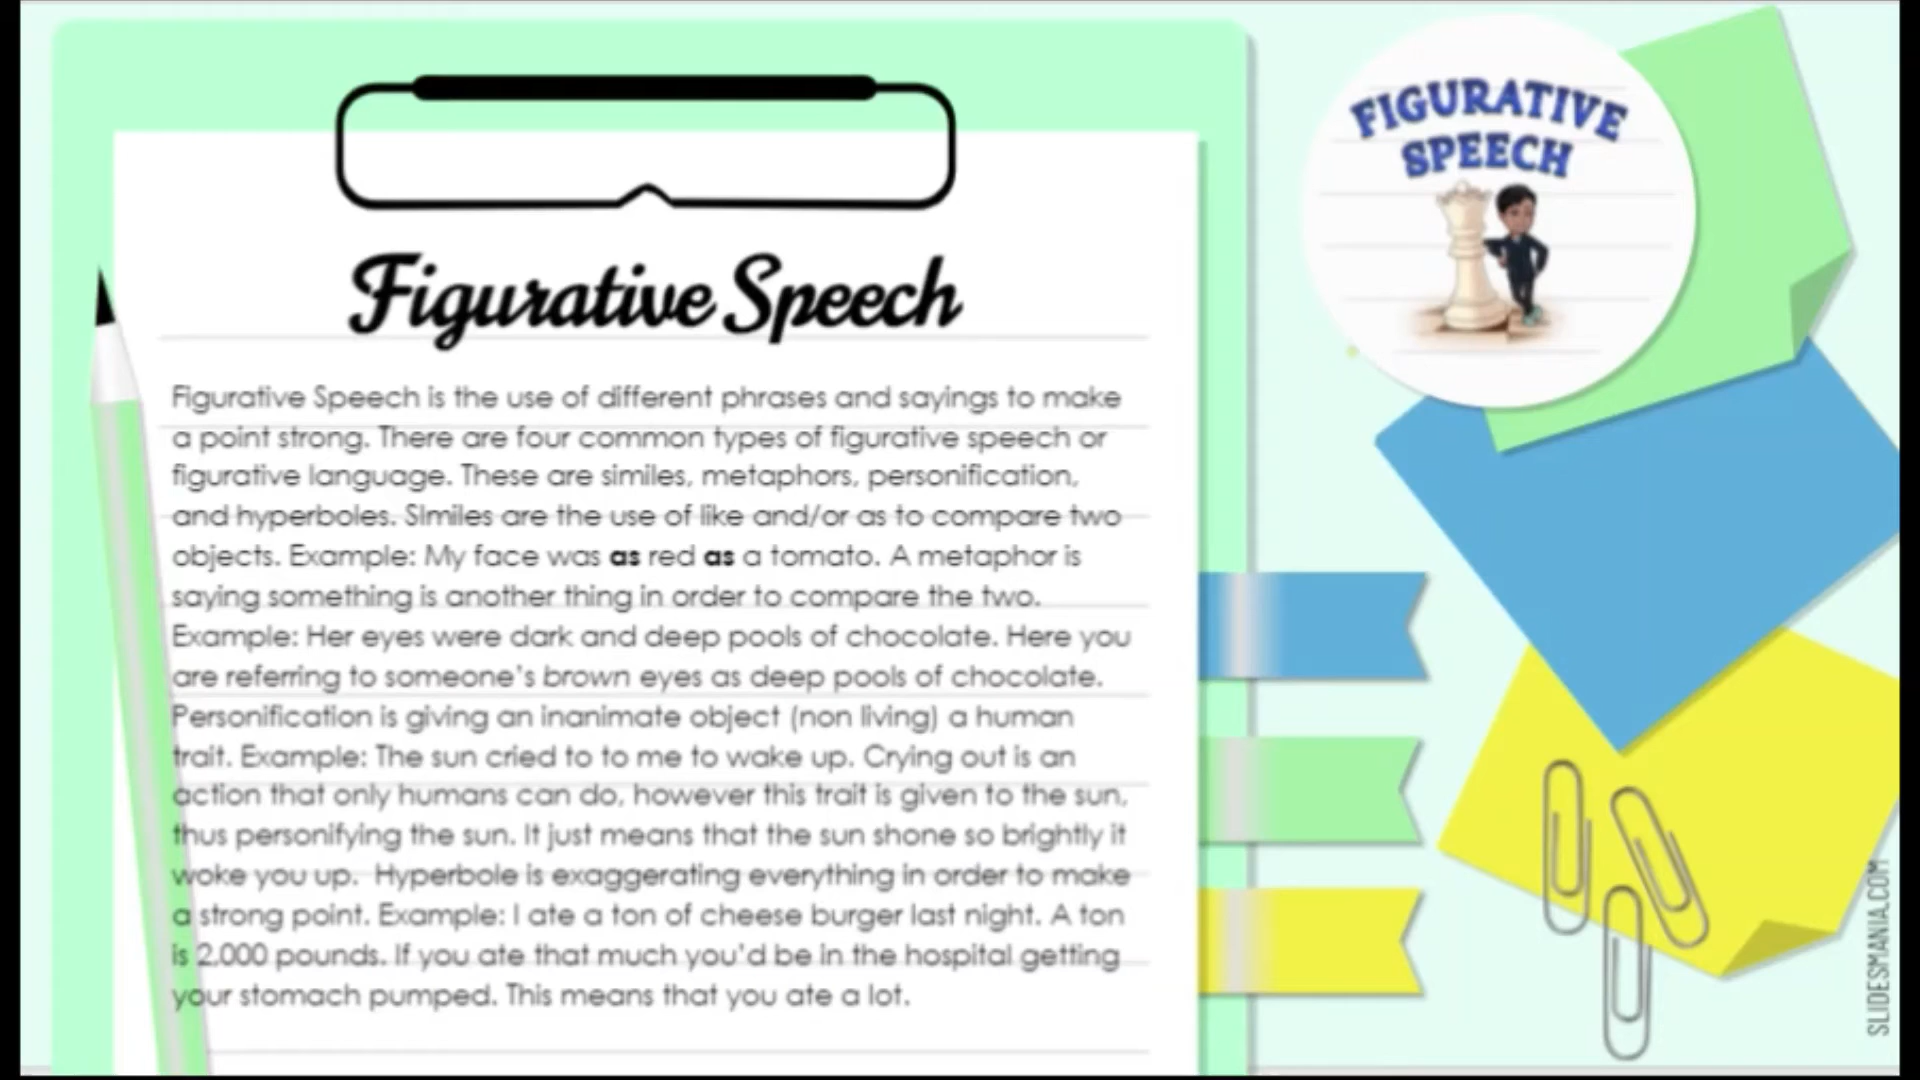 Figurative Speech
Figurative Speech is the use of different phrases and sayings to make
a point strong. There are four common types of figurative speech or
figurative language. These are similes, metaphors, personification,
and hyperboles. SImiles are the use of like and/or as to compare two
objects. Example: My face was as red as a tomato. A metaphor is
saying something is another thing in order to compare the two.
Example: Her eyes were dark and deep pools of chocolate. Here you
are referring to someone's brown eyes as deep pools of chocolate.
Personification is giving an inanimate object (non living) a human
trait. Example: The sun cried to to me to wake up. Crying out is an
action that only humans can do, however this trait is given to the sun,
thus personifying the sun. It just means that the sun shone so brightly it
woke you up. Hyperbole is exaggerating everything in order to make
a strong point. Example: I ate a ton of cheese burger last night. A ton
is 2,000 pounds. If you ate that much you'd be in the hospital getting
your stomach pumped. This means that you ate a lot.
FIGURATIVE
SPEECH
SLIDESMANIA.COM